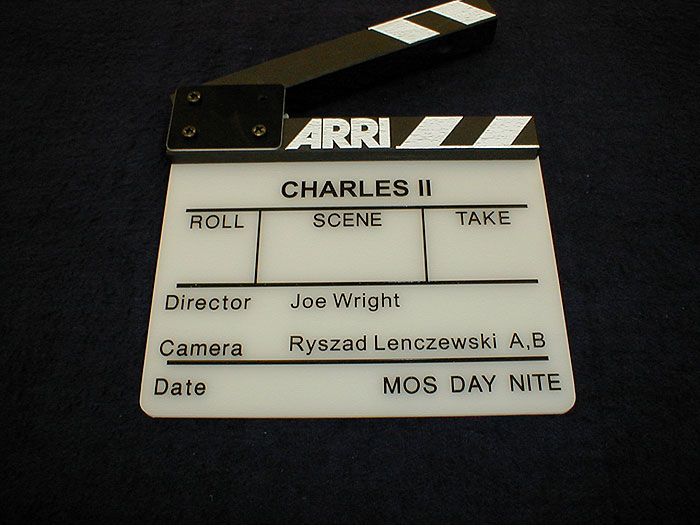 ARRI
CHARLES II
ROLL SCENE TAKE
Director Joe Wright
Camera Ryszad Lenczewski A,B
Date MOS DAY NITE